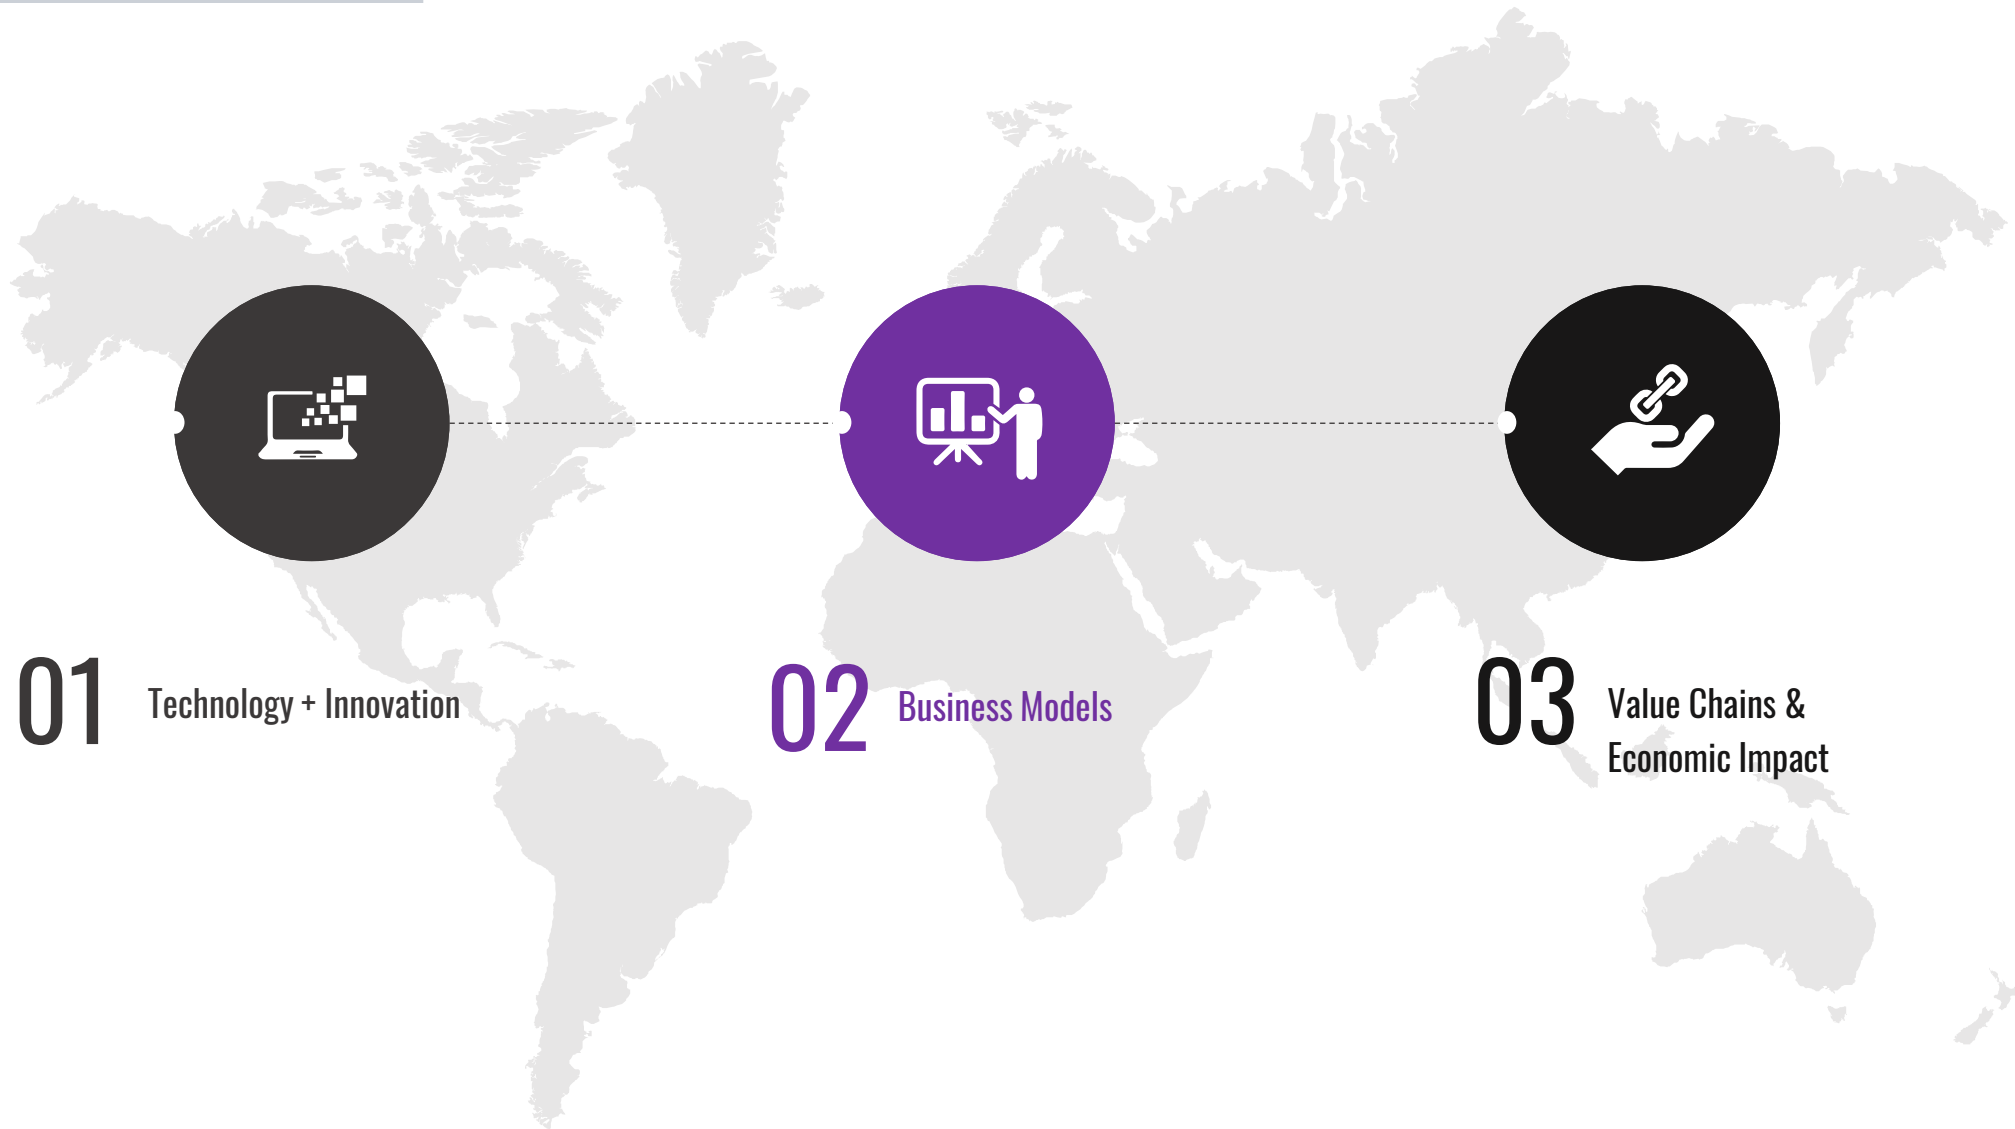 01
Technology + Innovation
02
Business Models
03
Value Chains &
Economic Impact